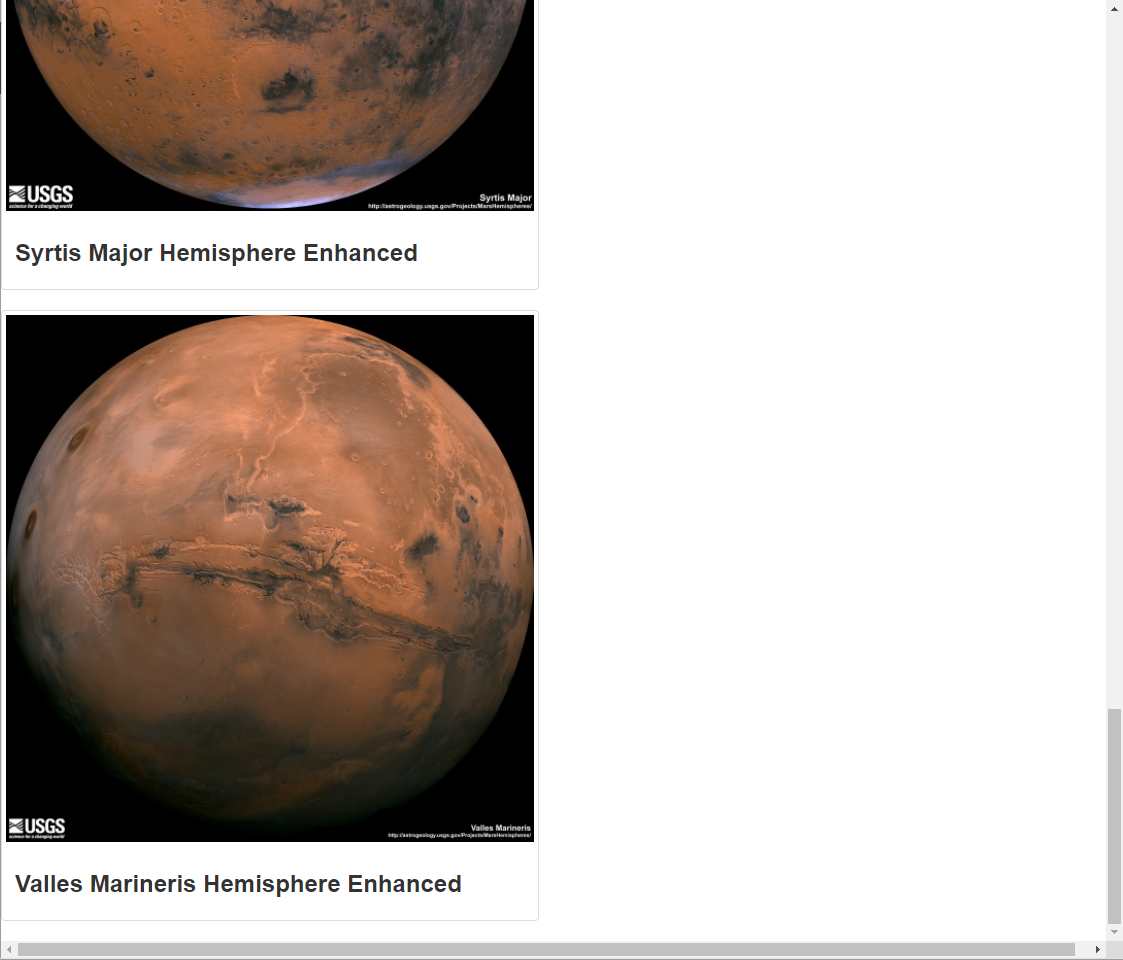 USGS
science for a changing world
Syrtis Major
http://astrogeology.usgs.gov/Projects/MarsHemispheres/
Syrtis Major Hemisphere Enhanced
USGS
science for a changing world
Valles Marineris
http://astrogeology.usgs.gov/Projects/MarsHemispheres/
Valles Marineris Hemisphere Enhanced